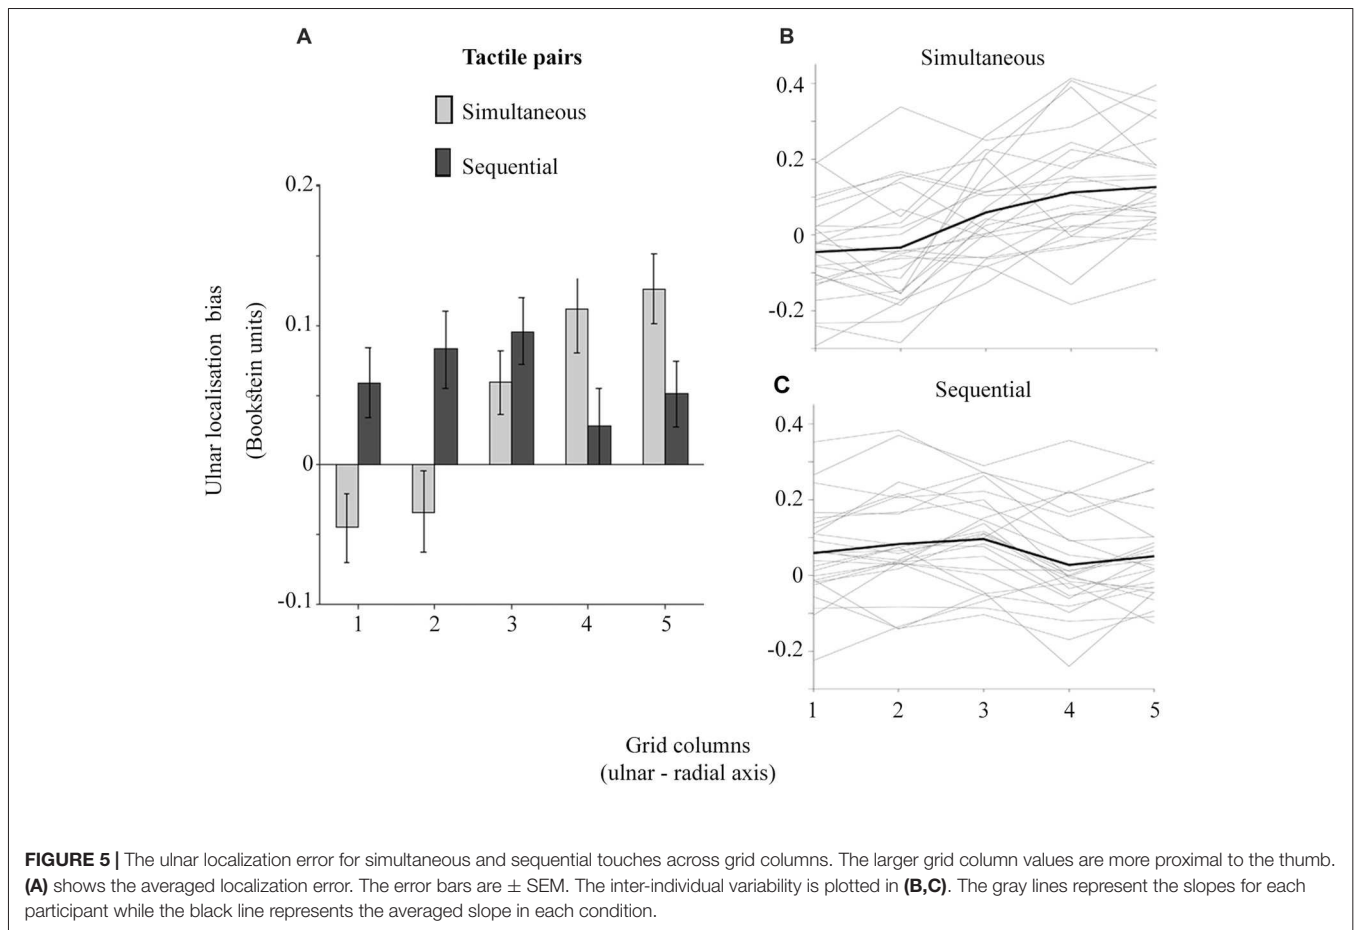 A
Tactile pairs
Simultaneous
Sequential
0.2
0.1
0
-0.1
Ulnar localisation bias
(Bookstein units)
1 2 3 4 5
B
Simultaneous
0.4
0.2
0
-0.2
C
Sequential
0.4
0.2
0
-0.2
1 2 3 4 5
Grid columns
(ulnar - radial axis)
FIGURE 5 | The ulnar localization error for simultaneous and sequential touches across grid columns. The larger grid column values are more proximal to the thumb.
(A) shows the averaged localization error. The error bars are ± SEM. The inter-individual variability is plotted in (B,C). The gray lines represent the slopes for each
participant while the black line represents the averaged slope in each condition.